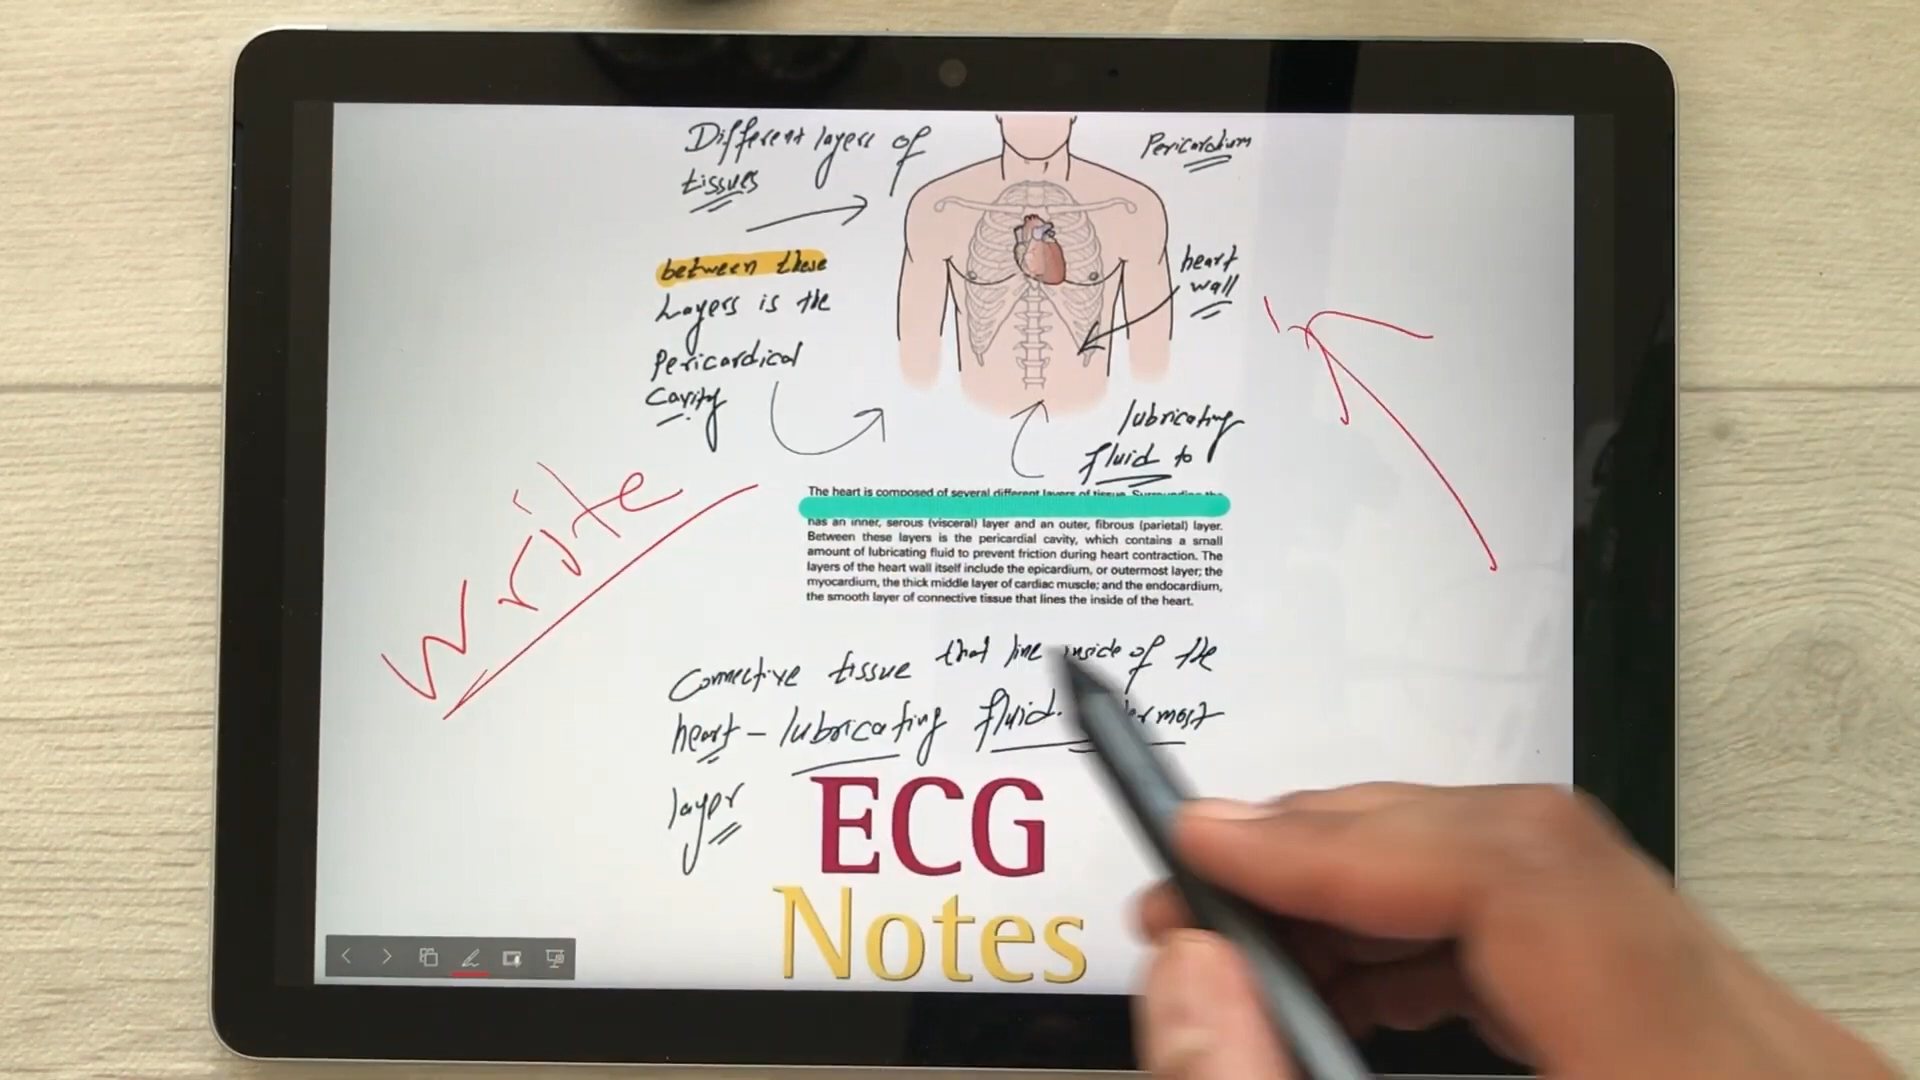 Different layers of
tissues
Pericardium
between these
Layers is the
Pericardical
Cavity
heart
wall
lubricating
fluid to
The heart is composed of several different layers of tissue. Surrounding the
has an inner, serous (visceral) layer and an outer, fibrous (parietal) layer.
Between these layers is the pericardial cavity, which contains a small
amount of lubricating fluid to prevent friction during heart contraction. The
layers of the heart wall itself include the epicardium, or outermost layer; the
myocardium, the thick middle layer of cardiac muscle; and the endocardium,
the smooth layer of connective tissue that lines the inside of the heart.
write
Connective tissue that line inside of the
heart - lubricating fluid.
layer
ECG
Notes